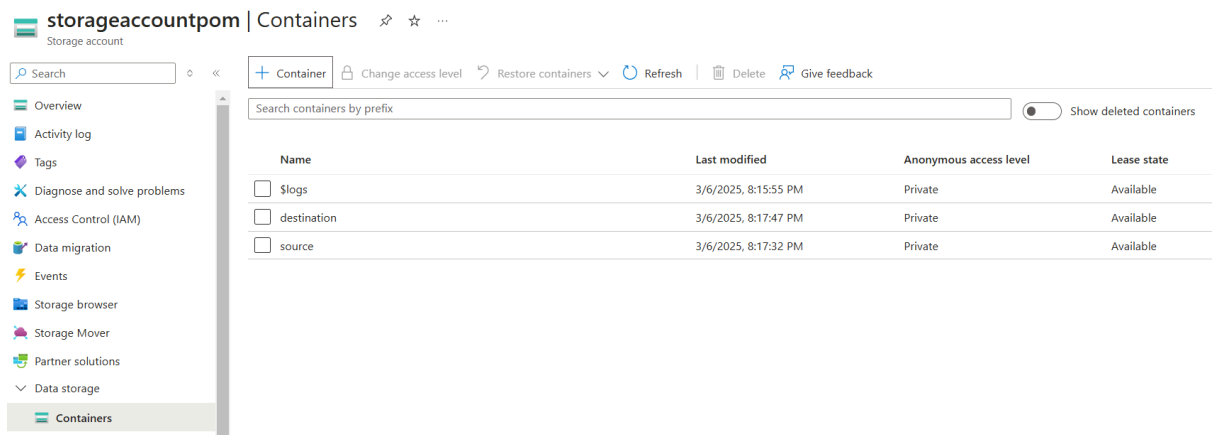 storageaccountpom | Containers
Storage account
Search
+ Container Change access level Restore containers Refresh Delete Give feedback
Search containers by prefix
Show deleted containers
Overview
Activity log
Tags
Diagnose and solve problems
Access Control (IAM)
Data migration
Events
Storage browser
Storage Mover
Partner solutions
Data storage
Containers
Name Last modified Anonymous access level Lease state
$logs 3/6/2025, 8:15:55 PM Private Available
destination 3/6/2025, 8:17:47 PM Private Available
source 3/6/2025, 8:17:32 PM Private Available